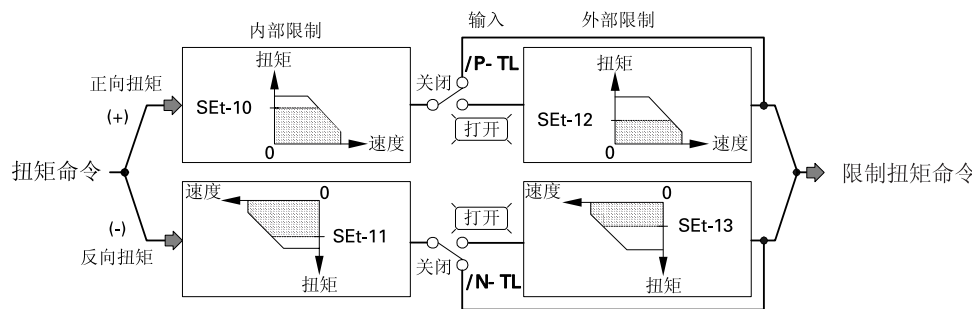 内部限制
输入
外部限制
正向扭矩
(+)
SEt-10
扭矩
0
速度
关闭
/P- TL
打开
SEt-12
扭矩
0
速度
扭矩命令
限制扭矩命令
(-)
反向扭矩
速度
0
SEt-11
扭矩
打开
关闭
/N- TL
速度
0
SEt-13
扭矩